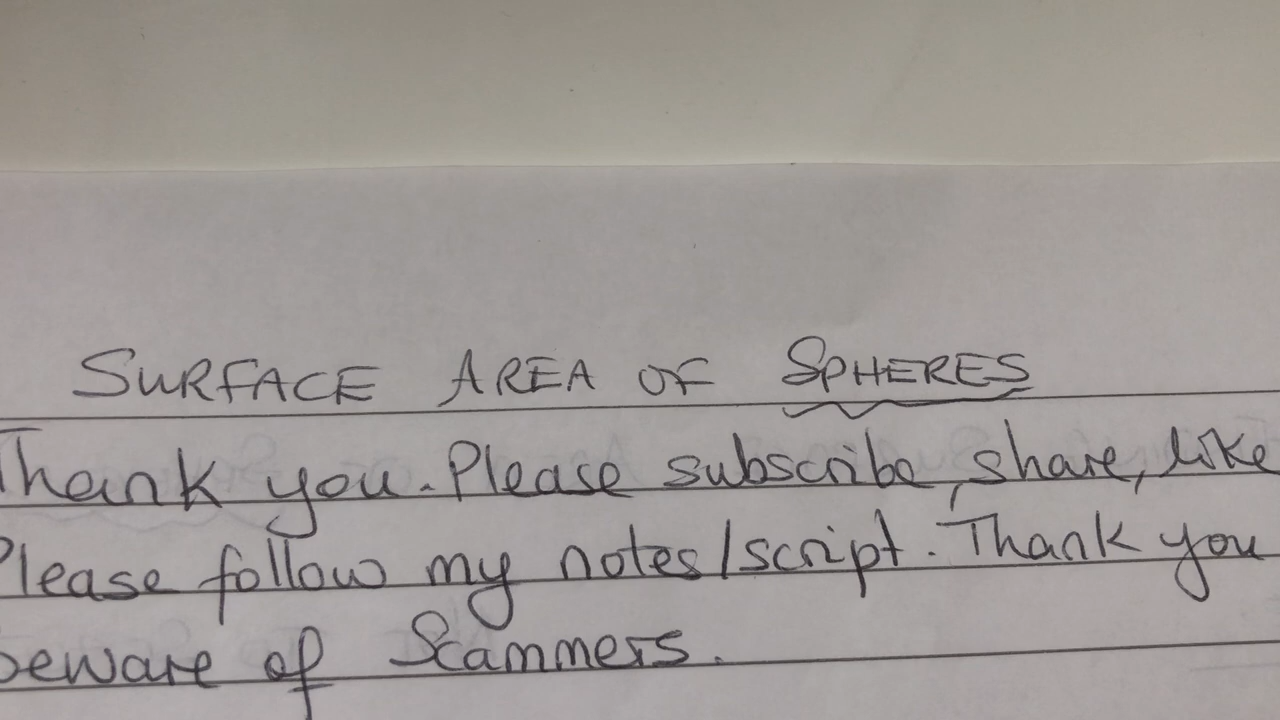 SURFACE AREA OF SPHERES
Thank you. Please subscribe, share, like
Please follow my notes/script. Thank you
Beware of Scammers.